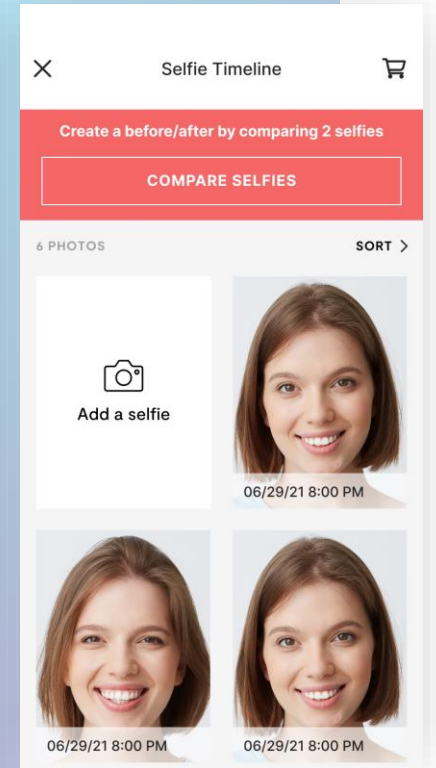 Selfie Timeline
Create a before/after by comparing 2 selfies
COMPARE SELFIES
6 PHOTOS
SORT >
Add a selfie
06/29/21 8:00 PM
06/29/21 8:00 PM
06/29/21 8:00 PM